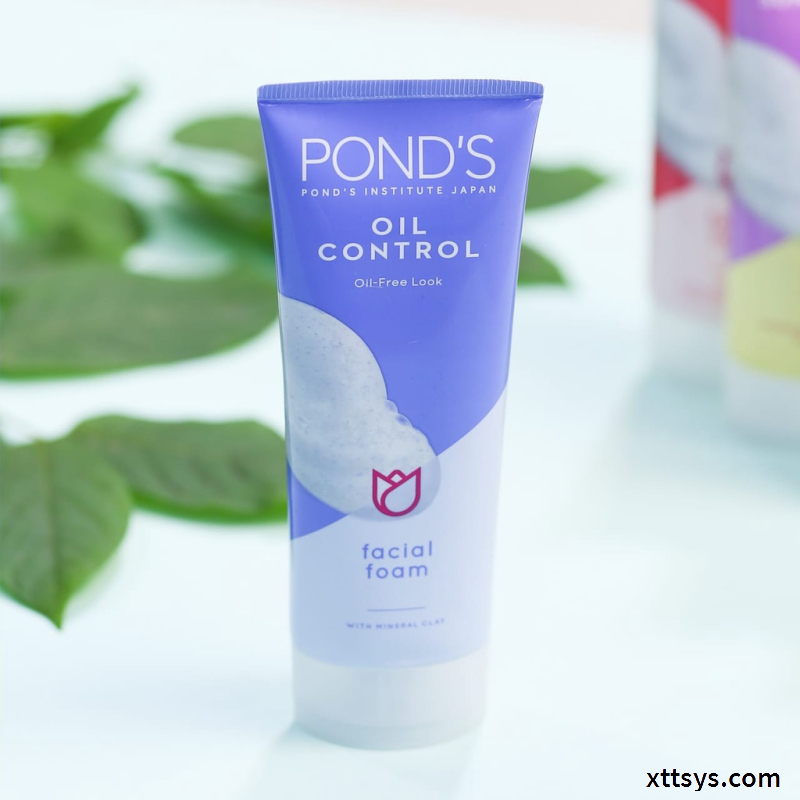 POND'S
POND'S INSTITUTE JAPAN
OIL
CONTROL
Oil-Free Look
facial
foam
WITH MINERAL CLAY
xttsys.com